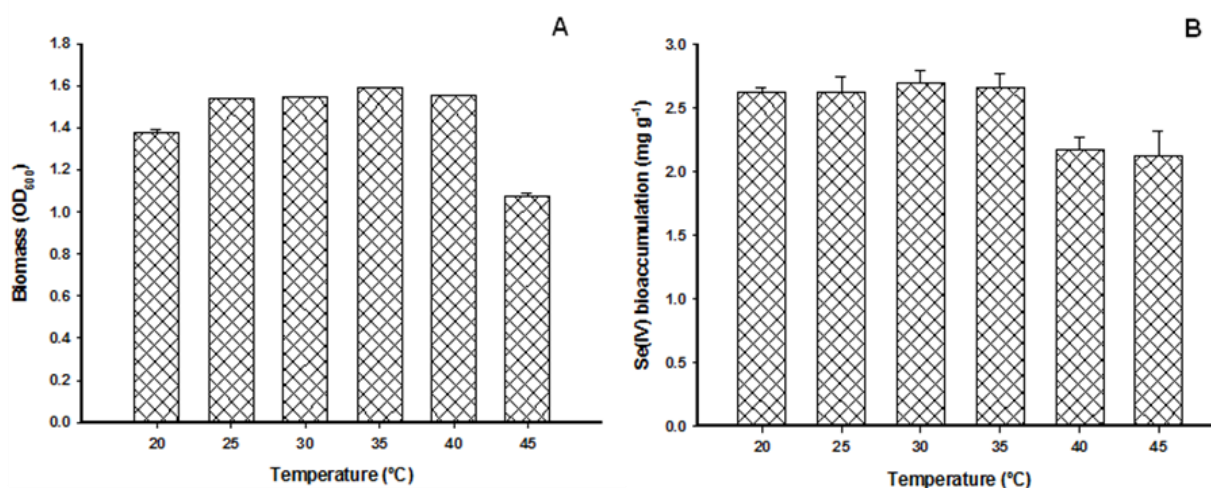 A
Biomass (OD600)
1.8
1.6
1.4
1.2
1.0
0.8
0.6
0.4
0.2
0.0
20 25 30 35 40 45
Temperature (°C)
B
Se(IV) bioaccumulation (mg g-1)
3.0
2.5
2.0
1.5
1.0
0.5
0.0
20 25 30 35 40 45
Temperature (°C)